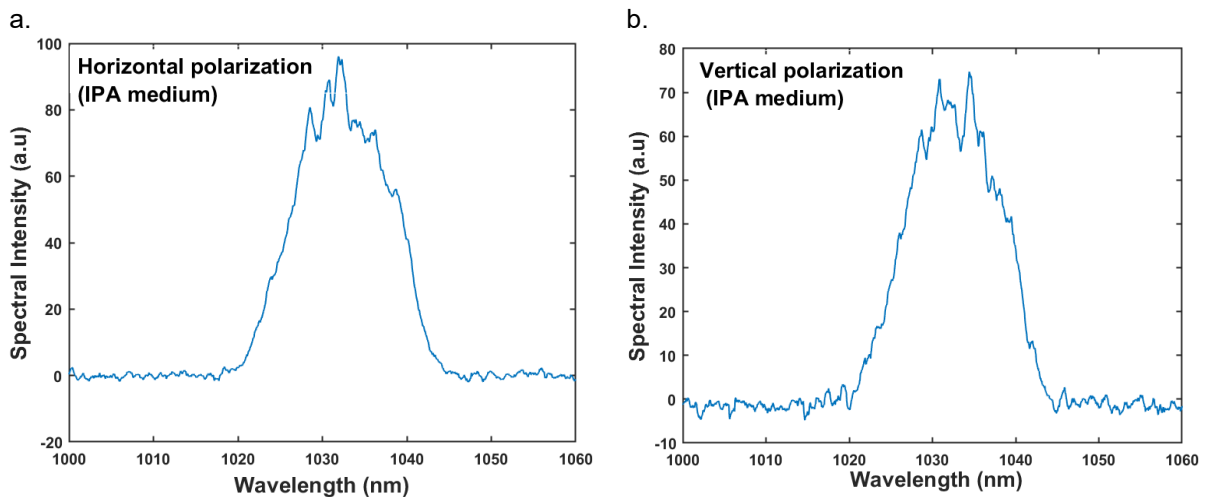 a.
Horizontal polarization
(IPA medium)
Spectral Intensity (a.u)
100
80
60
40
20
0
-20
1000 1010 1020 1030 1040 1050 1060
Wavelength (nm)
b.
Vertical polarization
(IPA medium)
Spectral Intensity (a.u)
80
70
60
50
40
30
20
10
0
-10
1000 1010 1020 1030 1040 1050 1060
Wavelength (nm)